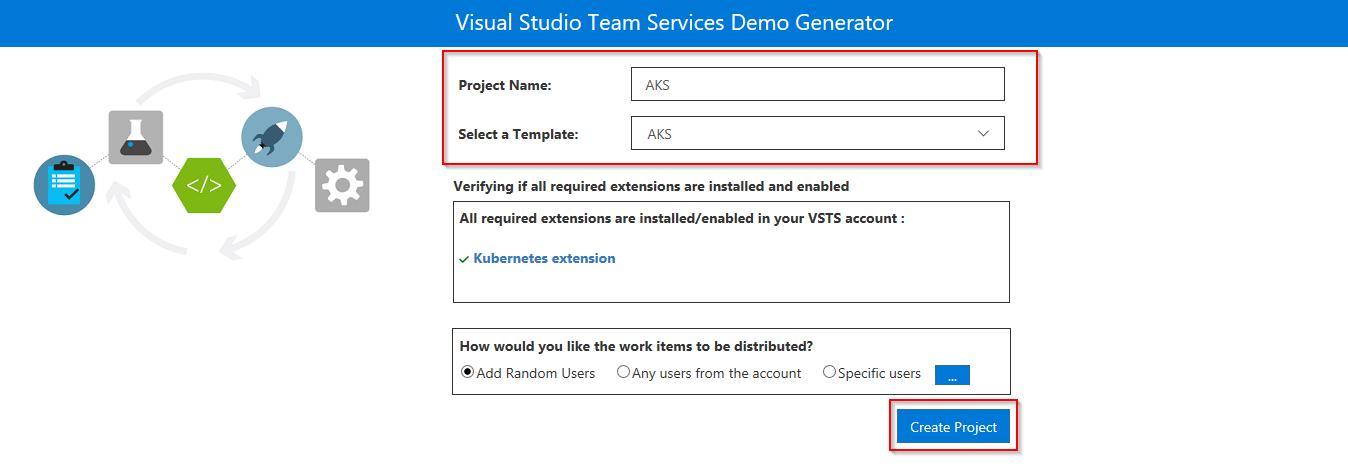 Visual Studio Team Services Demo Generator
Project Name: AKS
Select a Template: AKS
Verifying if all required extensions are installed and enabled
All required extensions are installed/enabled in your VSTS account :
Kubernetes extension
How would you like the work items to be distributed?
Add Random Users Any users from the account Specific users ...
Create Project